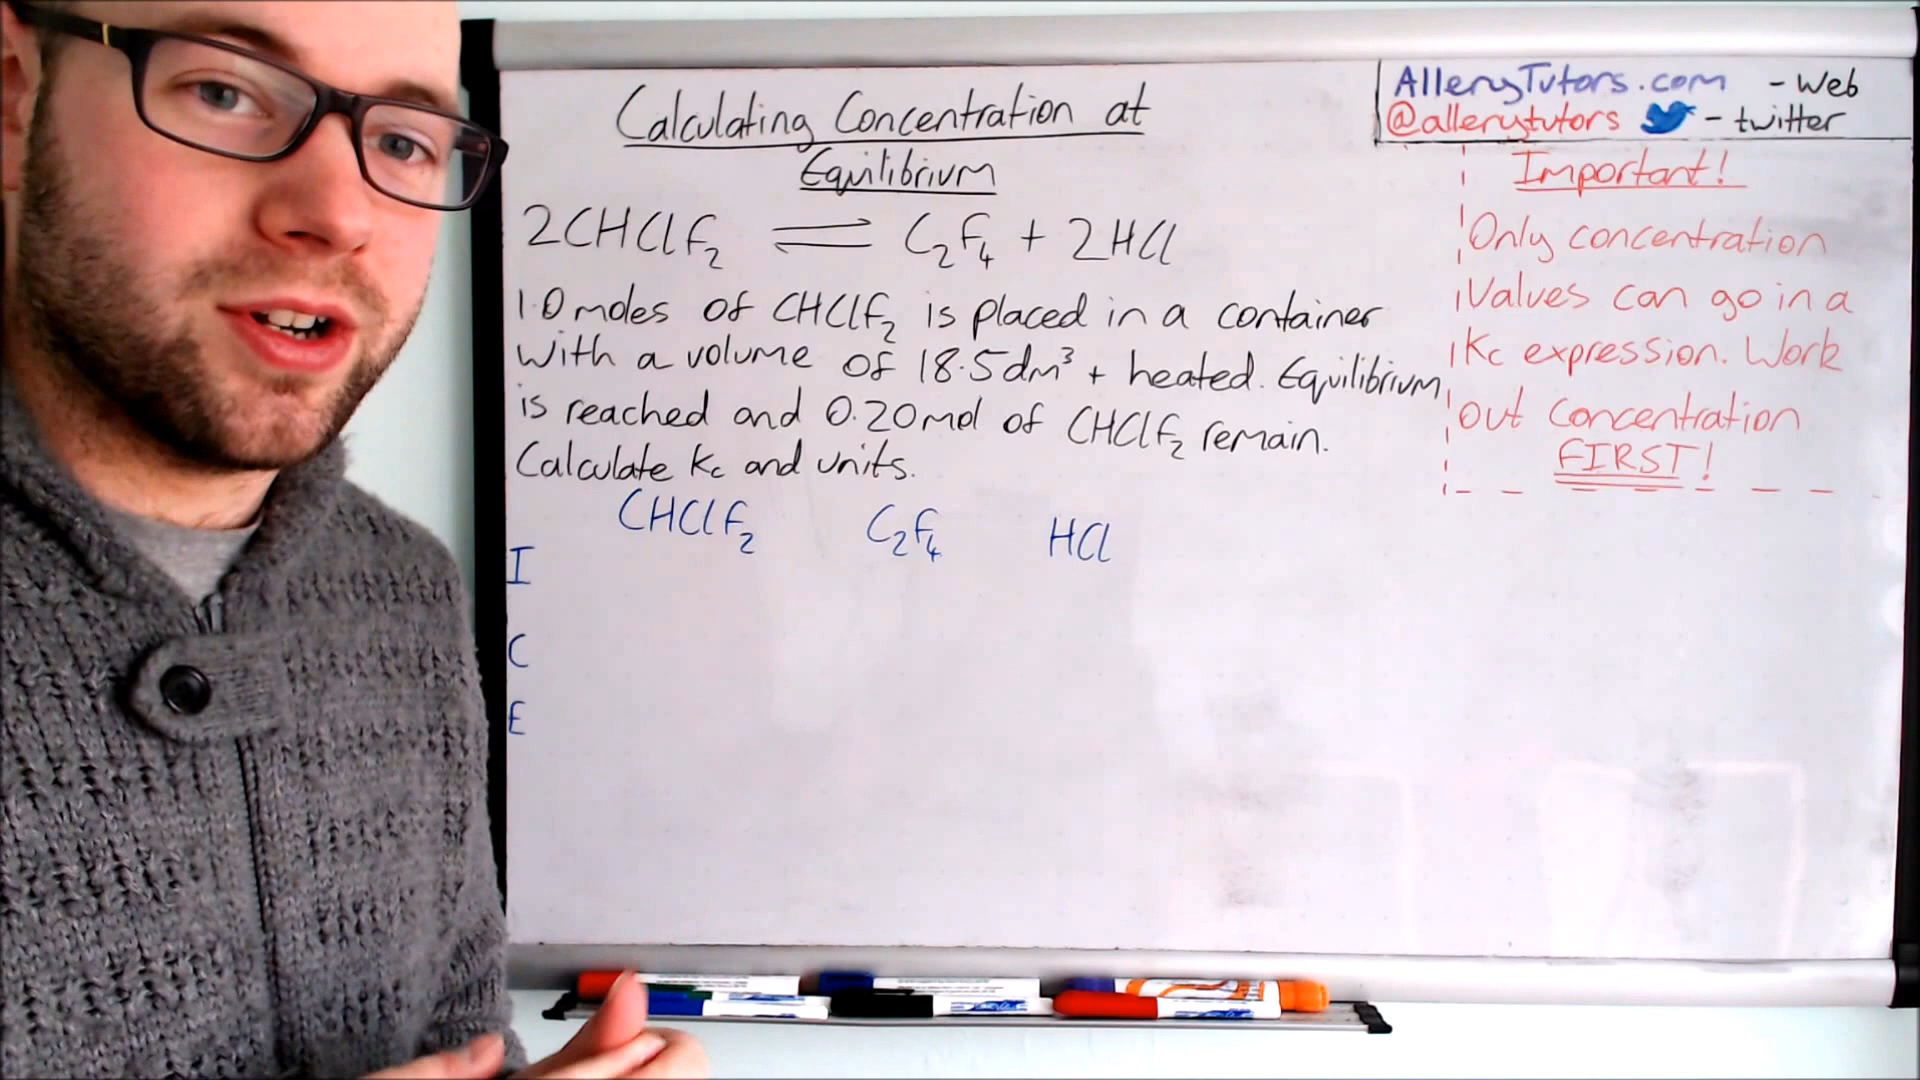 Calculating Concentration at
Equilibrium
2CHClF₂ ⇌ C₂F₄ + 2HCl
1.0 moles of CHClF₂ is placed in a container
with a volume of 18.5dm³ + heated. Equilibrium
is reached and 0.20mol of CHClF₂ remain.
Calculate Kc and units.
CHClF₂ C₂F₄ HCl
I
C
E
AlleryTutors.com - Web
@allerytutors - twitter
Important!
Only concentration
Values can go in a
Kc expression. Work
out concentration
FIRST!